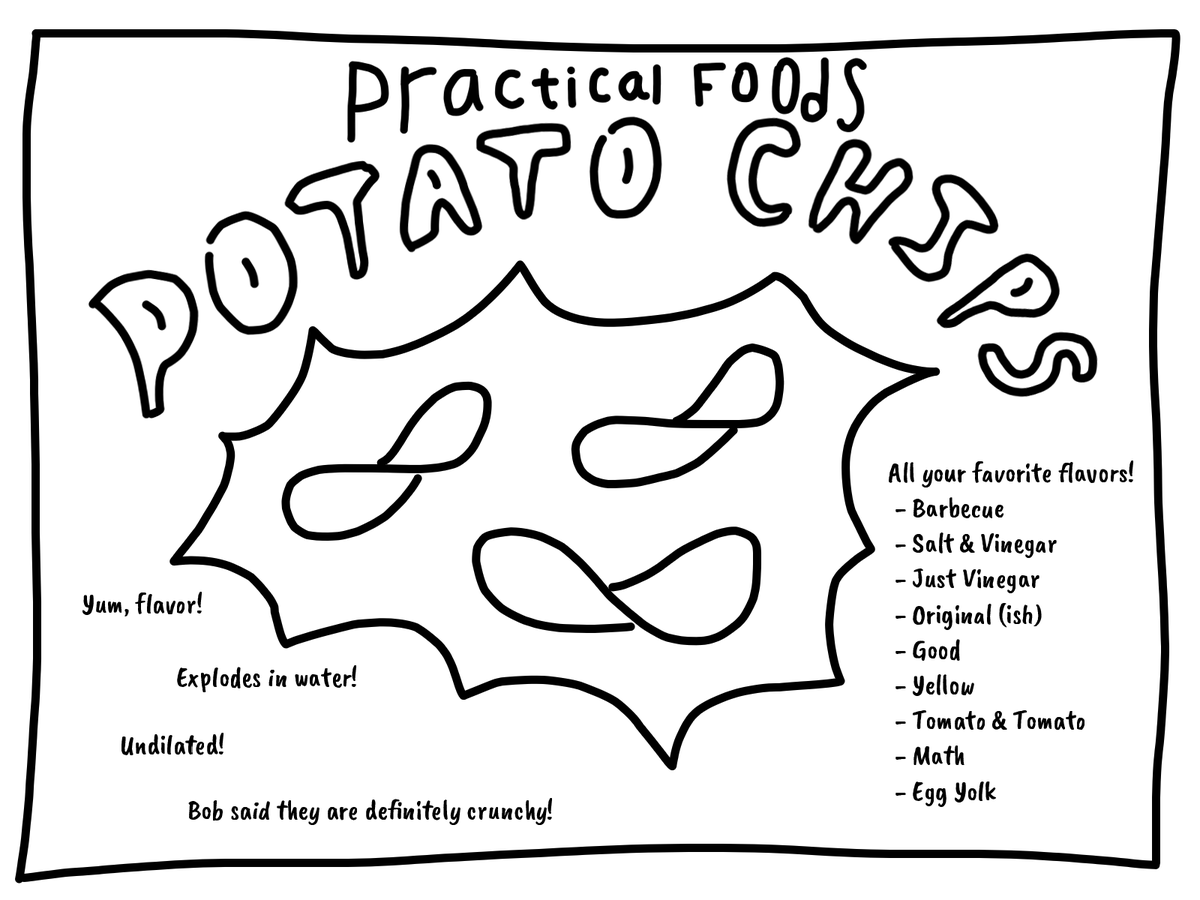 Practical Foods
POTATO CHIPS
All your favorite flavors!
- Barbecue
- Salt & Vinegar
- Just Vinegar
- Original (ish)
- Good
- Yellow
- Tomato & Tomato
- Math
- Egg Yolk
Yum, flavor!
Explodes in water!
Undilated!
Bob said they are definitely crunchy!